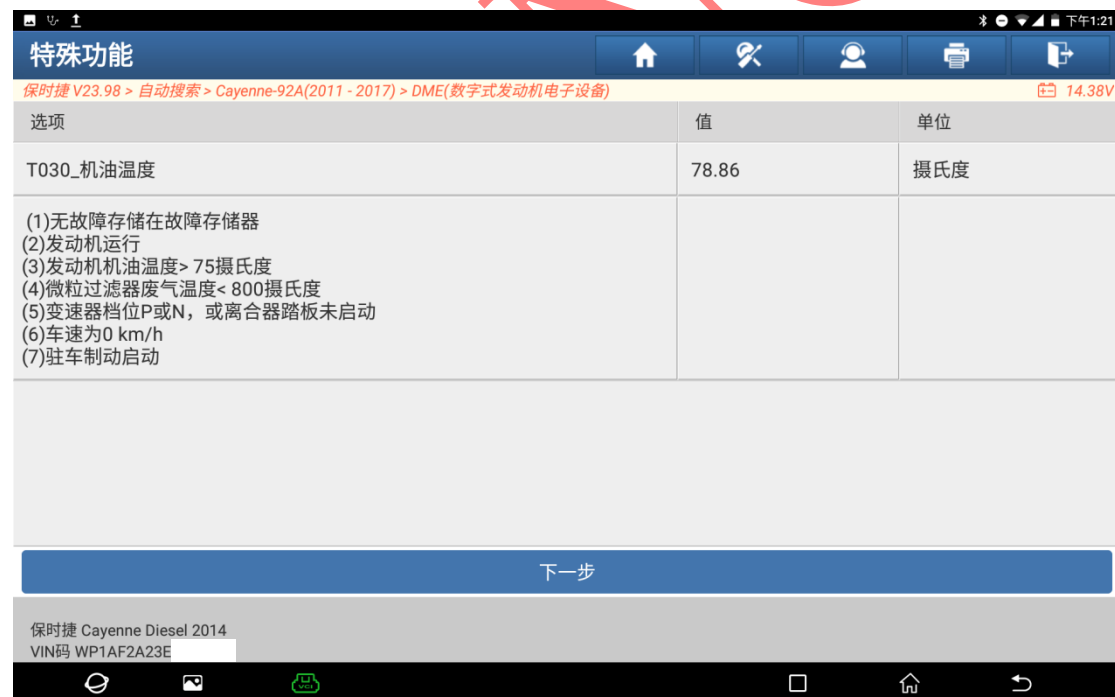 下午1:21
特殊功能
保时捷 V23.98 > 自动搜索 > Cayenne-92A(2011 - 2017) > DME(数字式发动机电子设备) 14.38V
选项 值 单位
T030_机油温度 78.86 摄氏度
(1)无故障存储在故障存储器
(2)发动机运行
(3)发动机机油温度> 75摄氏度
(4)微粒过滤器废气温度< 800摄氏度
(5)变速器档位P或N，或离合器踏板未启动
(6)车速为0 km/h
(7)驻车制动启动
下一步
保时捷 Cayenne Diesel 2014
VIN码 WP1AF2A23E
VCI